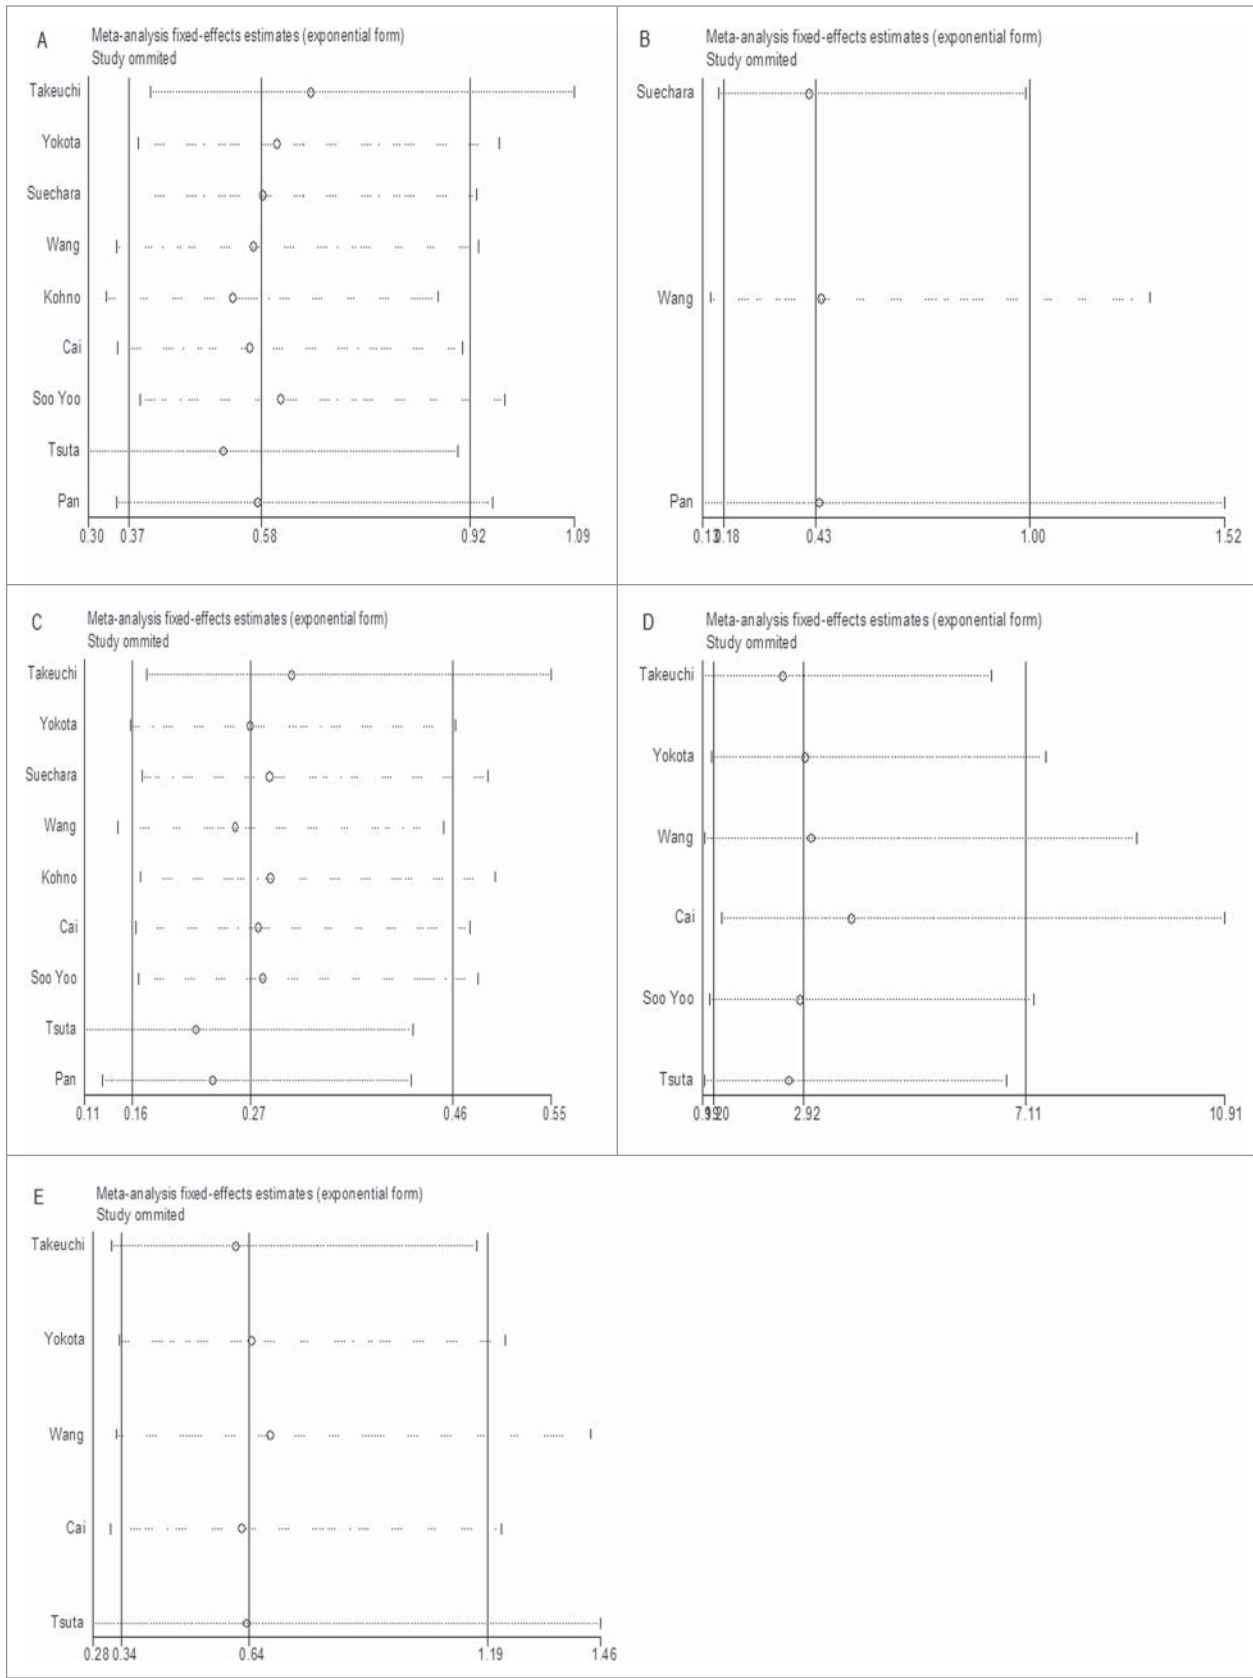 A
Meta-analysis fixed-effects estimates (exponential form)
Study ommited
Takeuchi
Yokota
Suechara
Wang
Kohno
Cai
Soo Yoo
Tsuta
Pan
0.30 0.37 0.58 0.92 1.09
B
Meta-analysis fixed-effects estimates (exponential form)
Study ommited
Suechara
Wang
Pan
0.13 0.18 0.43 1.00 1.52
C
Meta-analysis fixed-effects estimates (exponential form)
Study ommited
Takeuchi
Yokota
Suechara
Wang
Kohno
Cai
Soo Yoo
Tsuta
Pan
0.11 0.16 0.27 0.46 0.55
D
Meta-analysis fixed-effects estimates (exponential form)
Study ommited
Takeuchi
Yokota
Wang
Cai
Soo Yoo
Tsuta
2.92 7.11 10.91
E
Meta-analysis fixed-effects estimates (exponential form)
Study ommited
Takeuchi
Yokota
Wang
Cai
Tsuta
0.28 0.34 0.64 1.19 1.46